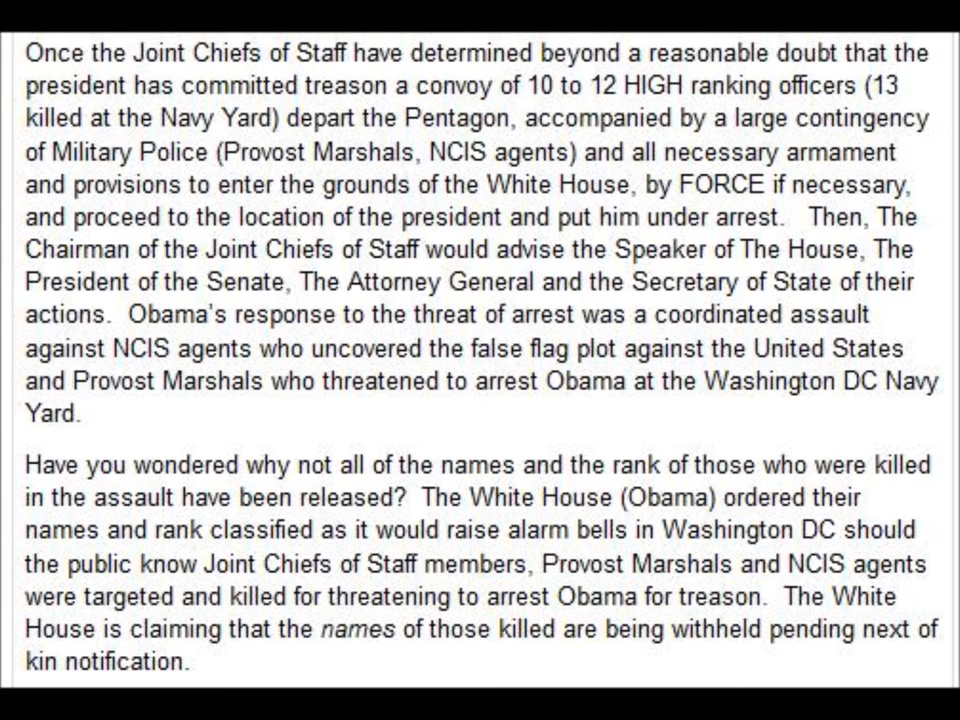 Once the Joint Chiefs of Staff have determined beyond a reasonable doubt that the
president has committed treason a convoy of 10 to 12 HIGH ranking officers (13
killed at the Navy Yard) depart the Pentagon, accompanied by a large contingency
of Military Police (Provost Marshals, NCIS agents) and all necessary armament
and provisions to enter the grounds of the White House, by FORCE if necessary,
and proceed to the location of the president and put him under arrest.   Then, The
Chairman of the Joint Chiefs of Staff would advise the Speaker of The House, The
President of the Senate, The Attorney General and the Secretary of State of their
actions.  Obama's response to the threat of arrest was a coordinated assault
against NCIS agents who uncovered the false flag plot against the United States
and Provost Marshals who threatened to arrest Obama at the Washington DC Navy
Yard.
Have you wondered why not all of the names and the rank of those who were killed
in the assault have been released?  The White House (Obama) ordered their
names and rank classified as it would raise alarm bells in Washington DC should
the public know Joint Chiefs of Staff members, Provost Marshals and NCIS agents
were targeted and killed for threatening to arrest Obama for treason.  The White
House is claiming that the names of those killed are being withheld pending next of
kin notification.